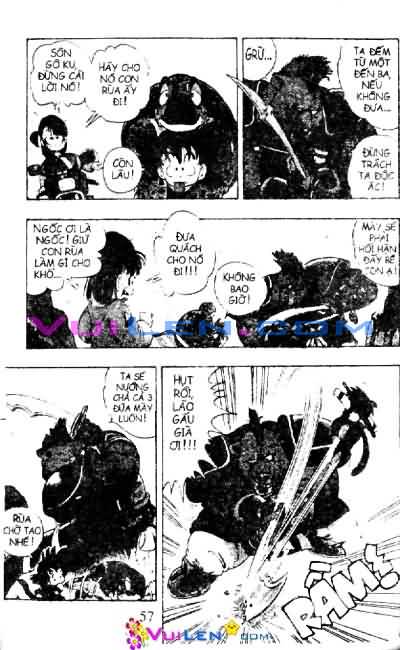 SÔN
GÔ KU,
ĐỪNG CÃI
LỜI NÓ!
HÃY CHO
NÓ CON
RÙA ẤY
ĐI!
CÒN
LÂU!
GRỪ...
TA ĐẾM
TỪ MỘT
ĐẾN BA,
NẾU
KHÔNG
ĐƯA...
ĐỪNG
TRÁCH
TA ĐỘC
ÁC!
NGỐC ƠI LÀ
NGỐC! GIỮ
CON RÙA
LÀM GÌ CHO
KHỔ...
ĐƯA
QUÁCH
CHO NÓ
ĐI!!!
KHÔNG
BAO
GIỜ!
MÀY SẼ
PHẢI
HỐI HẬN
ĐẤY BÉ
CON Ạ!
VUILEN.COM
TA SẼ
NƯỚNG
CHẢ CẢ 3
ĐỨA MÀY
LUÔN!
RÙA
CHỜ TAO
NHÉ!
HỤT
RỒI,
LÃO
GẤU
GIÀ
ƠI!!!
RẦM!
57
VUILEN.COM